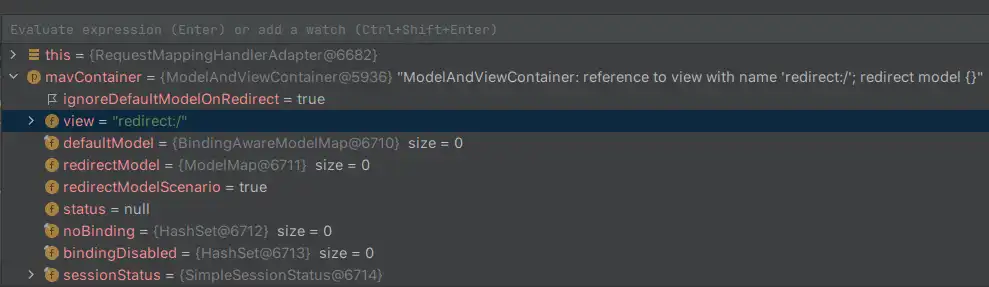 Evaluate expression (Enter) or add a watch (Ctrl+Shift+Enter)
this = {RequestMappingHandlerAdapter@6682}
p mavContainer = {ModelAndViewContainer@5936} "ModelAndViewContainer: reference to view with name 'redirect:/'; redirect model {}"
ignoreDefaultModelOnRedirect = true
f view = "redirect:/"
f defaultModel = {BindingAwareModelMap@6710} size = 0
f redirectModel = {ModelMap@6711} size = 0
f redirectModelScenario = true
f status = null
f noBinding = {HashSet@6712} size = 0
f bindingDisabled = {HashSet@6713} size = 0
f sessionStatus = {SimpleSessionStatus@6714}